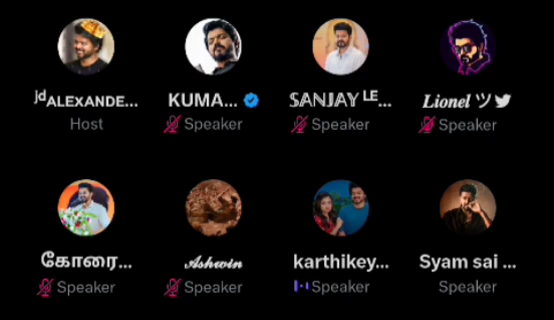 ʲᵈALEXANDE...
KUMA...
𝕊𝔸ℕ𝕁𝔸𝕐 ᴸᴱ...
𝑳𝒊𝒐𝒏𝒆𝒍 ツ
Host
Speaker
Speaker
Speaker
கோரை...
𝓐𝓼𝓱𝔀𝓲𝓷
karthikey...
Syam sai ...
Speaker
Speaker
Speaker
Speaker